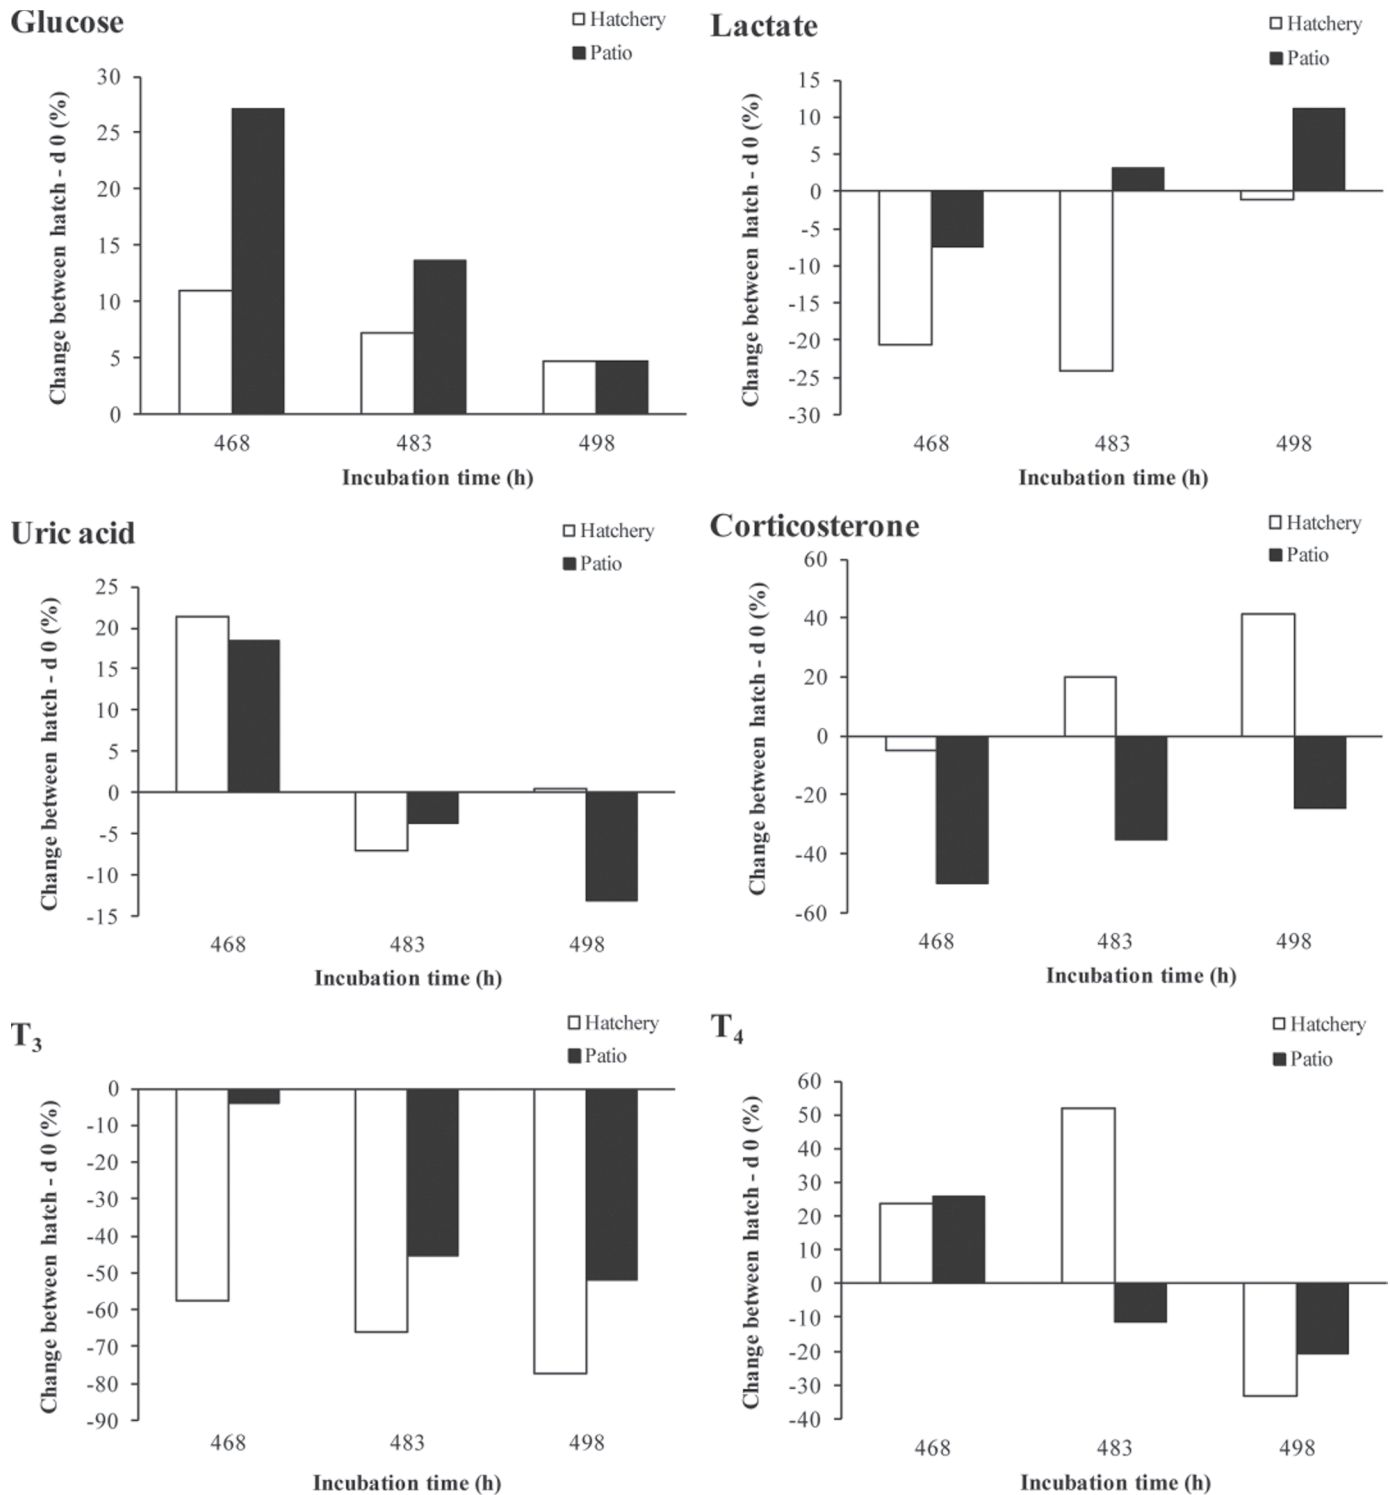 Glucose
Hatchery
Patio
Change between hatch - d 0 (%)
30
25
20
15
10
5
0
468 483 498
Incubation time (h)
Lactate
Hatchery
Patio
Change between hatch - d 0 (%)
15
10
5
0
-5
-10
-15
-20
-25
-30
468 483 498
Incubation time (h)
Uric acid
Hatchery
Patio
Change between hatch - d 0 (%)
25
20
15
10
5
0
-5
-10
-15
468 483 498
Incubation time (h)
Corticosterone
Hatchery
Patio
Change between hatch - d 0 (%)
60
40
20
0
-20
-40
-60
468 483 498
Incubation time (h)
T3
Hatchery
Patio
Change between hatch - d 0 (%)
0
-10
-20
-30
-40
-50
-60
-70
-80
-90
468 483 498
Incubation time (h)
T4
Hatchery
Patio
Change between hatch - d 0 (%)
60
50
40
30
20
10
0
-10
-20
-30
-40
468 483 498
Incubation time (h)